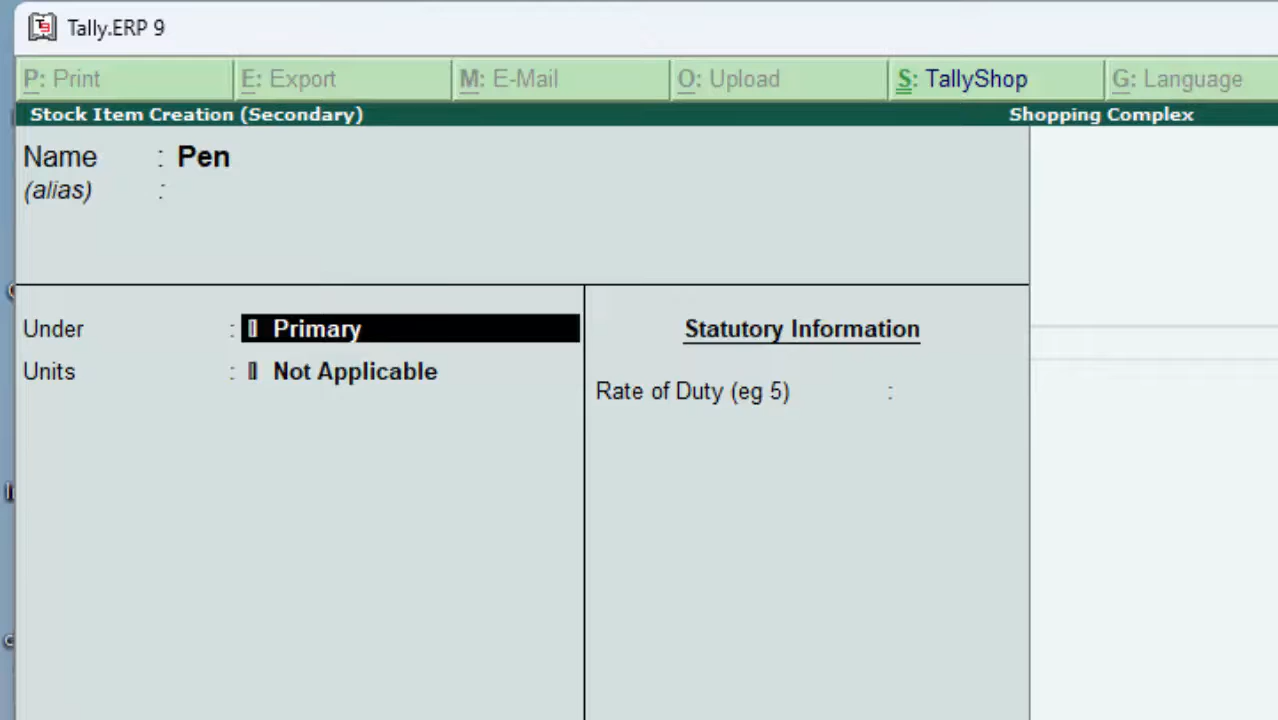 Tally.ERP 9
P: Print E: Export M: E-Mail O: Upload S: TallyShop G: Language
Stock Item Creation (Secondary) Shopping Complex
Name : Pen
(alias) :
Under : Primary
Units : Not Applicable
Statutory Information
Rate of Duty (eg 5) :